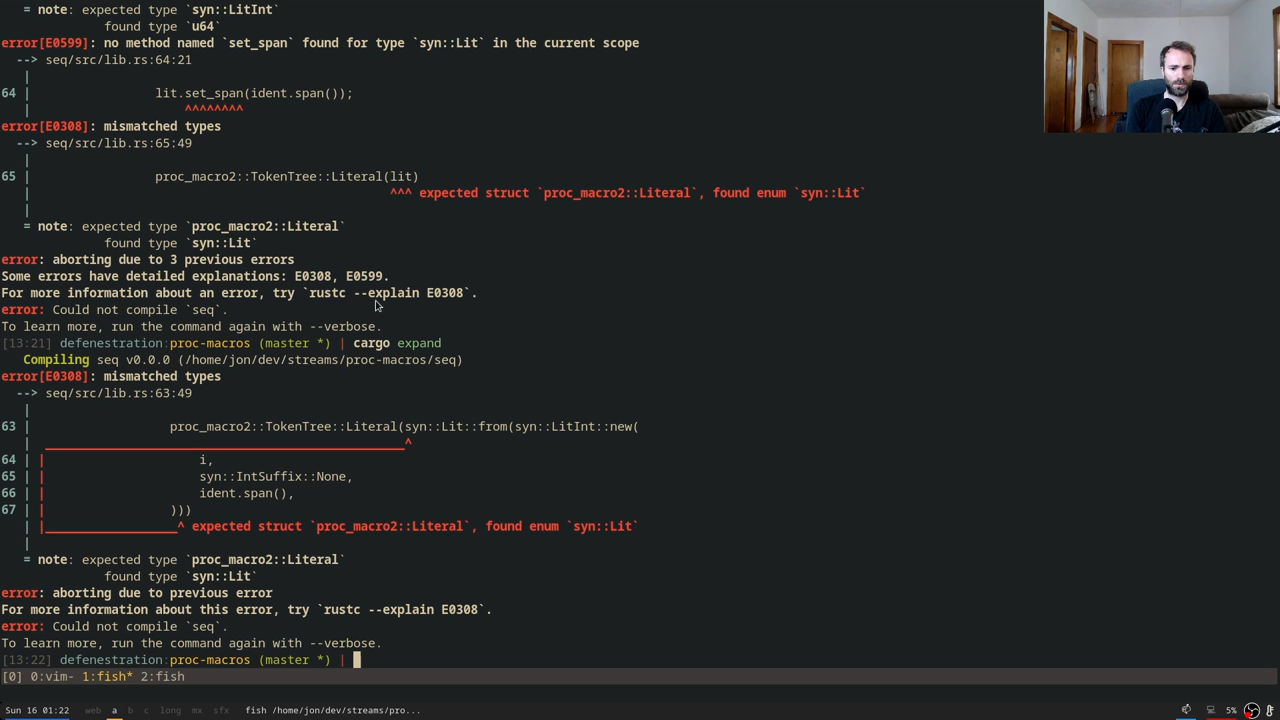 = note: expected type `syn::LitInt`
found type `u64`
error[E0599]: no method named `set_span` found for type `syn::Lit` in the current scope
--> seq/src/lib.rs:64:21
|
64 | lit.set_span(ident.span());
| ^^^^^^^^
error[E0308]: mismatched types
--> seq/src/lib.rs:65:49
|
65 | proc_macro2::TokenTree::Literal(lit)
| ^^^ expected struct `proc_macro2::Literal`, found enum `syn::Lit`
|
= note: expected type `proc_macro2::Literal`
found type `syn::Lit`
error: aborting due to 3 previous errors
Some errors have detailed explanations: E0308, E0599.
For more information about an error, try `rustc --explain E0308`.
error: Could not compile `seq`.
To learn more, run the command again with --verbose.
[13:21] defenestration:proc-macros (master *) | cargo expand
Compiling seq v0.0.0 (/home/jon/dev/streams/proc-macros/seq)
error[E0308]: mismatched types
--> seq/src/lib.rs:63:49
|
63 | proc_macro2::TokenTree::Literal(syn::Lit::from(syn::LitInt::new(
| _________________________________________________^
64 | | i,
65 | | syn::IntSuffix::None,
66 | | ident.span(),
67 | | )))
| |___________________^ expected struct `proc_macro2::Literal`, found enum `syn::Lit`
|
= note: expected type `proc_macro2::Literal`
found type `syn::Lit`
error: aborting due to previous error
For more information about this error, try `rustc --explain E0308`.
error: Could not compile `seq`.
To learn more, run the command again with --verbose.
[13:22] defenestration:proc-macros (master *) |
[0] 0:vim- 1:fish* 2:fish
Sun 16 01:22 web a b c long mx sfx fish /home/jon/dev/streams/pro... 5%